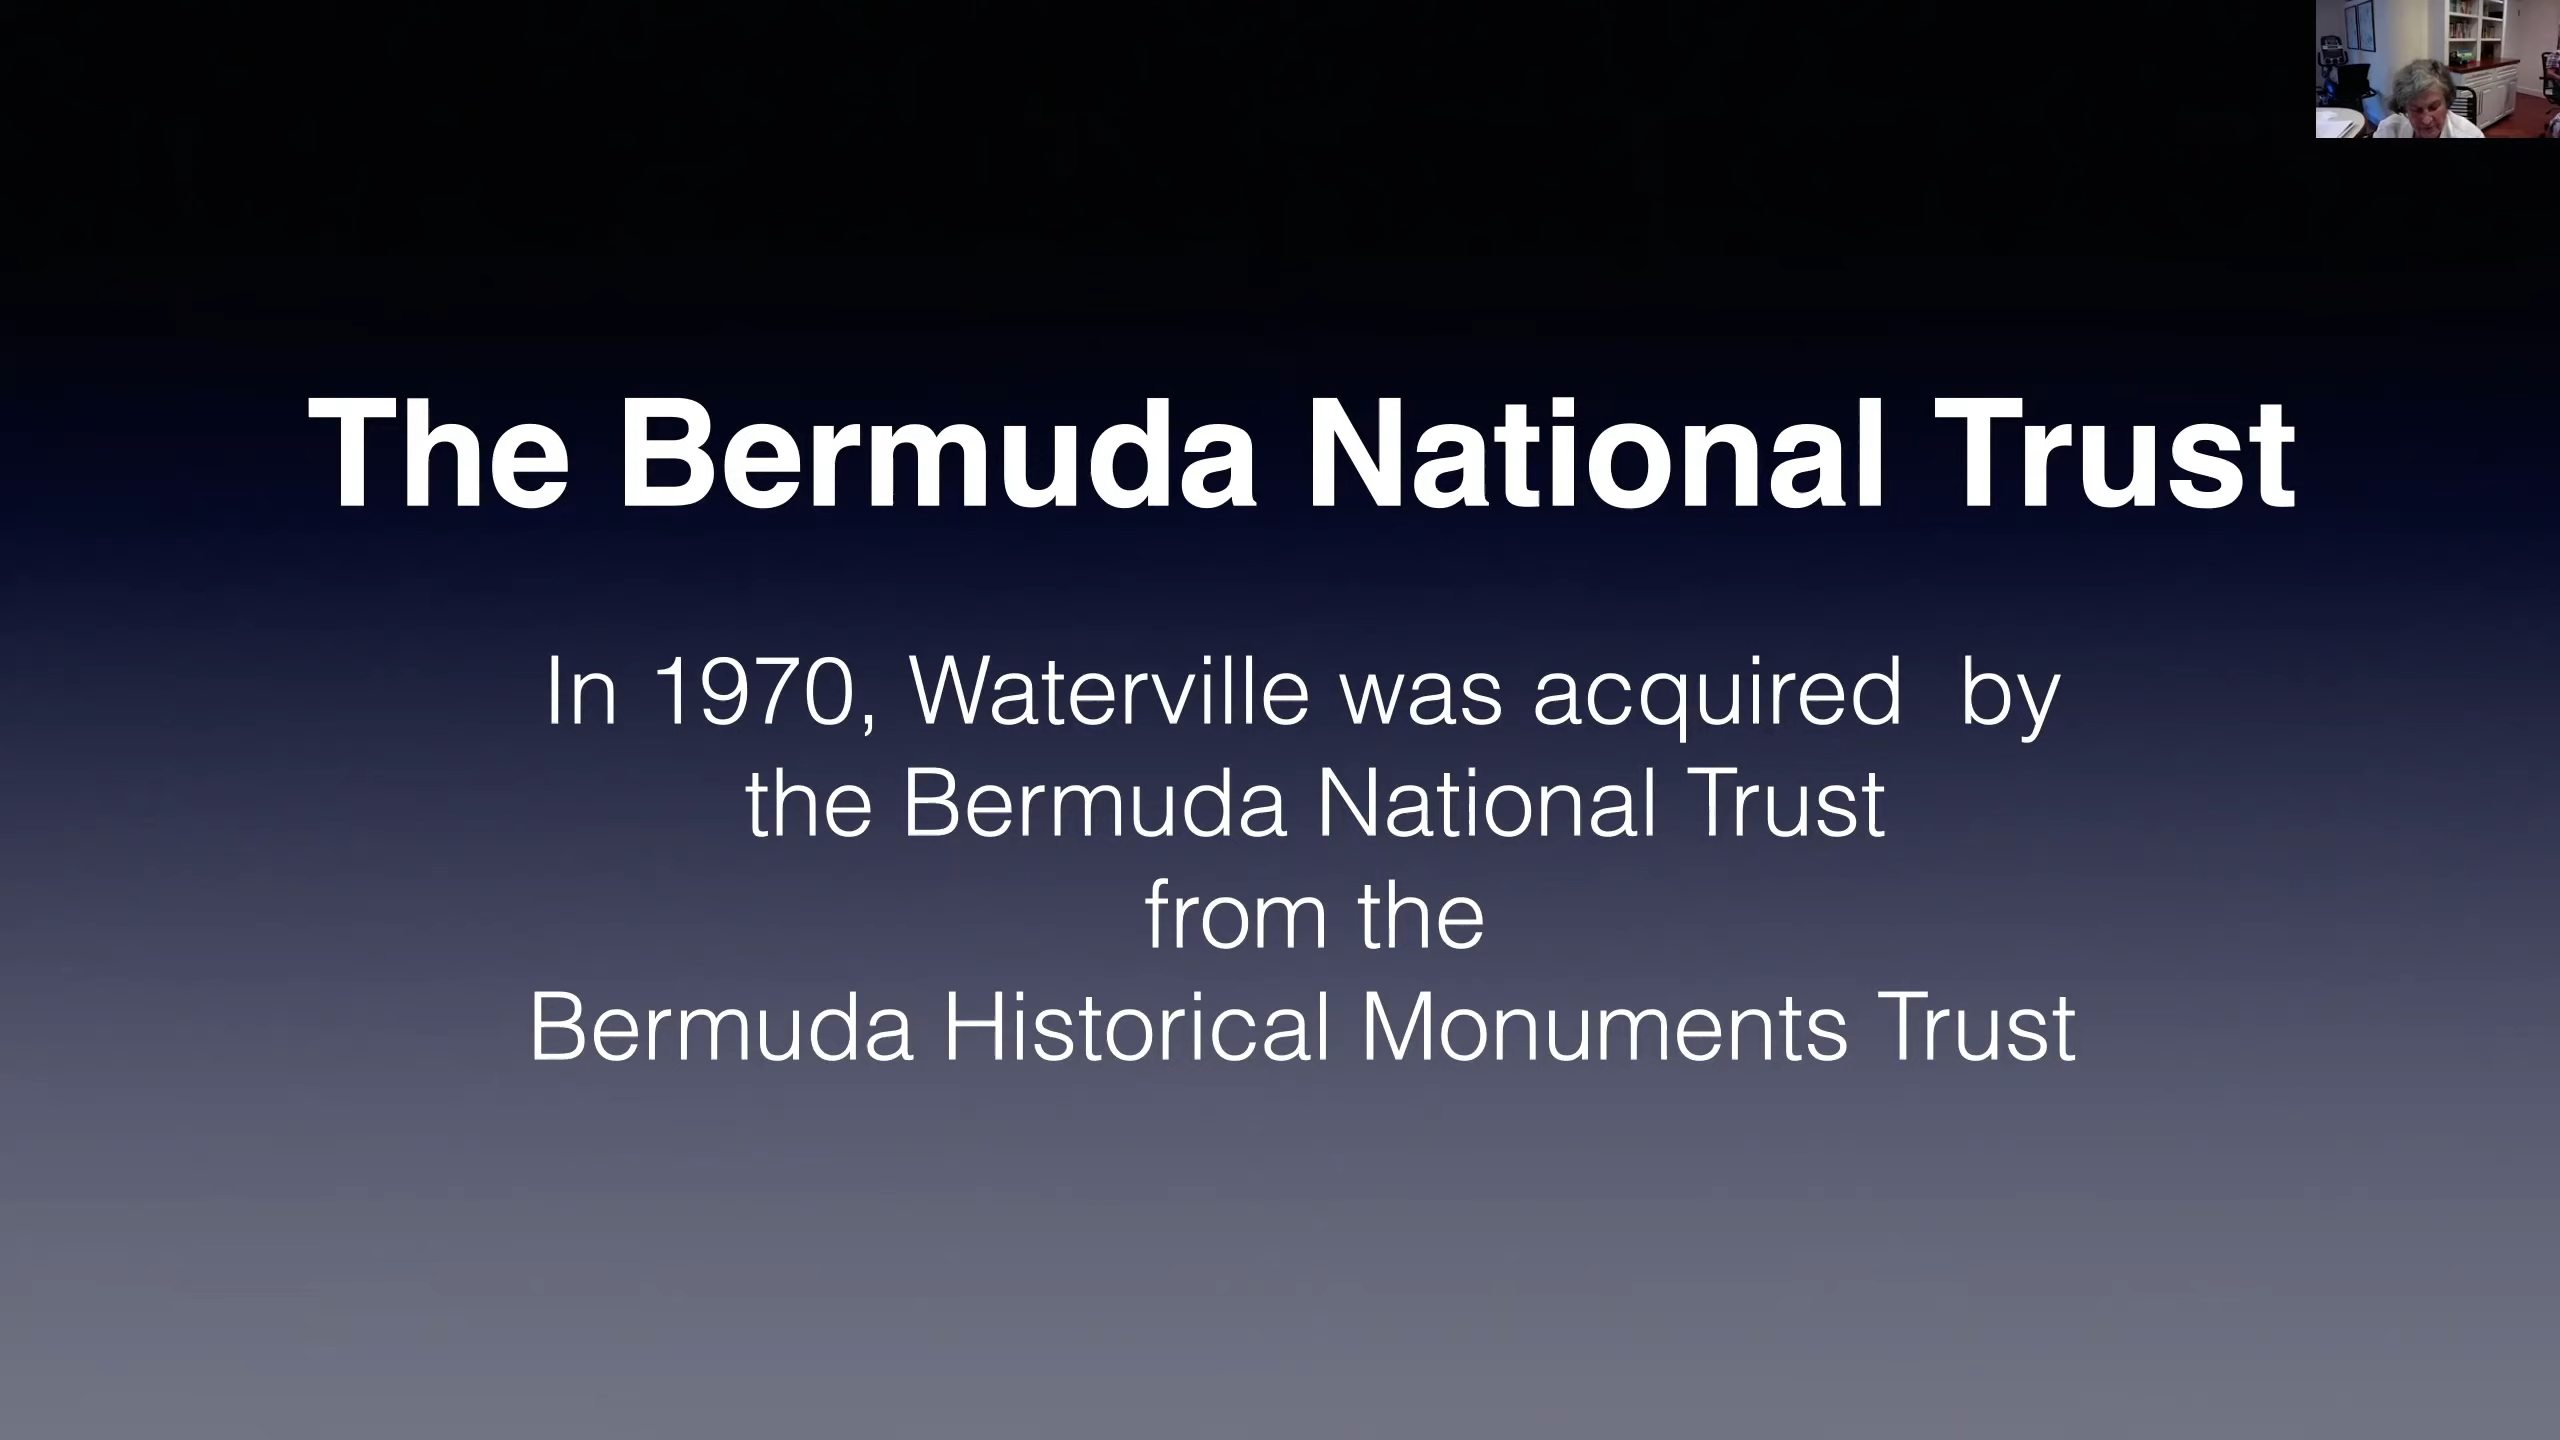 The Bermuda National Trust
In 1970, Waterville was acquired  by
the Bermuda National Trust
from the
Bermuda Historical Monuments Trust